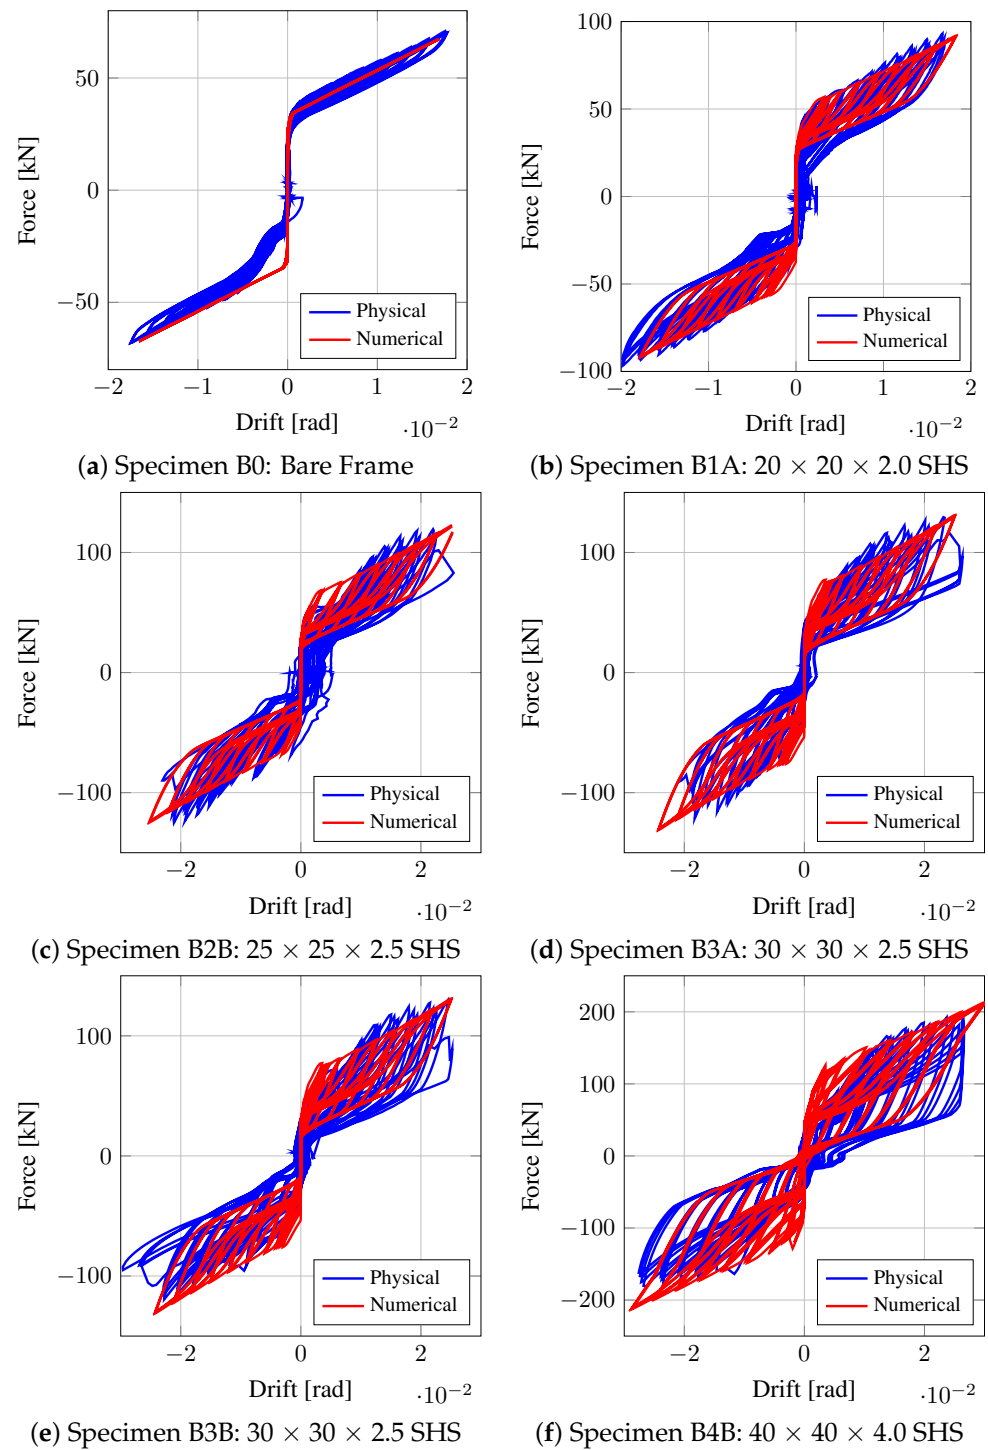 50
0
−50
−2
−1
0
1
2
Force [kN]
Drift [rad]
·10−2
Physical
Numerical
(a) Specimen B0: Bare Frame
100
50
0
−50
−100
−2
−1
0
1
2
Force [kN]
Drift [rad]
·10−2
Physical
Numerical
(b) Specimen B1A: 20 × 20 × 2.0 SHS
100
0
−100
−2
0
2
Force [kN]
Drift [rad]
·10−2
Physical
Numerical
(c) Specimen B2B: 25 × 25 × 2.5 SHS
100
0
−100
−2
0
2
Force [kN]
Drift [rad]
·10−2
Physical
Numerical
(d) Specimen B3A: 30 × 30 × 2.5 SHS
100
0
−100
−2
0
2
Force [kN]
Drift [rad]
·10−2
Physical
Numerical
(e) Specimen B3B: 30 × 30 × 2.5 SHS
200
100
0
−100
−200
−2
0
2
Force [kN]
Drift [rad]
·10−2
Physical
Numerical
(f) Specimen B4B: 40 × 40 × 4.0 SHS